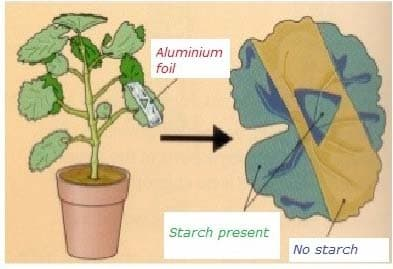 Aluminium
foil
Starch present
No starch